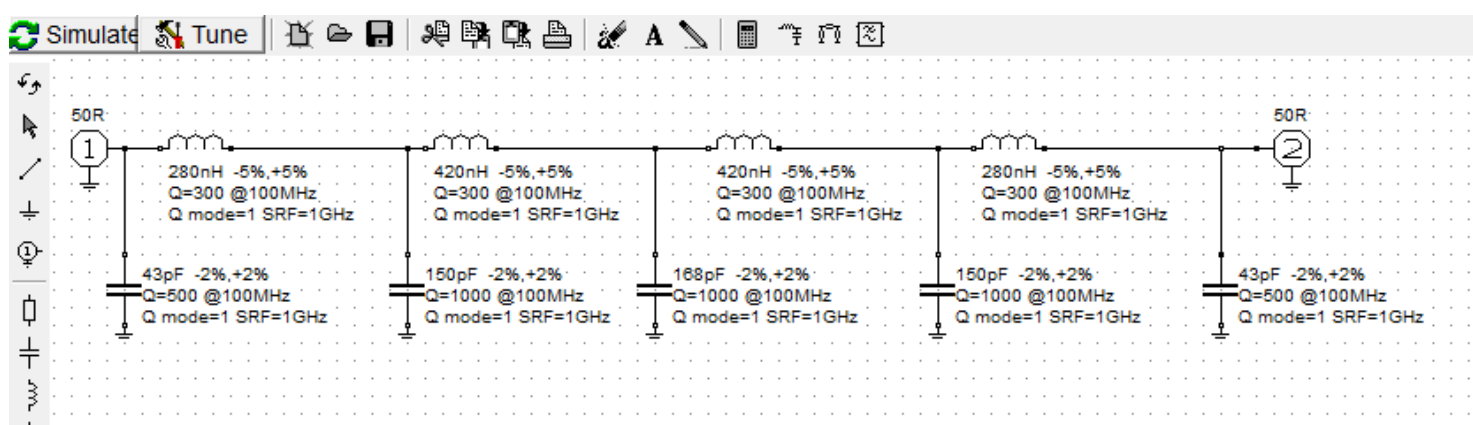 Simulate Tune A
50R 50R
1 2
280nH -5%,+5% 420nH -5%,+5% 420nH -5%,+5% 280nH -5%,+5%
Q=300 @100MHz Q=300 @100MHz Q=300 @100MHz Q=300 @100MHz
Q mode=1 SRF=1GHz Q mode=1 SRF=1GHz Q mode=1 SRF=1GHz Q mode=1 SRF=1GHz
1
43pF -2%,+2% 150pF -2%,+2% 168pF -2%,+2% 150pF -2%,+2% 43pF -2%,+2%
Q=500 @100MHz Q=1000 @100MHz Q=1000 @100MHz Q=1000 @100MHz Q=500 @100MHz
Q mode=1 SRF=1GHz Q mode=1 SRF=1GHz Q mode=1 SRF=1GHz Q mode=1 SRF=1GHz Q mode=1 SRF=1GHz